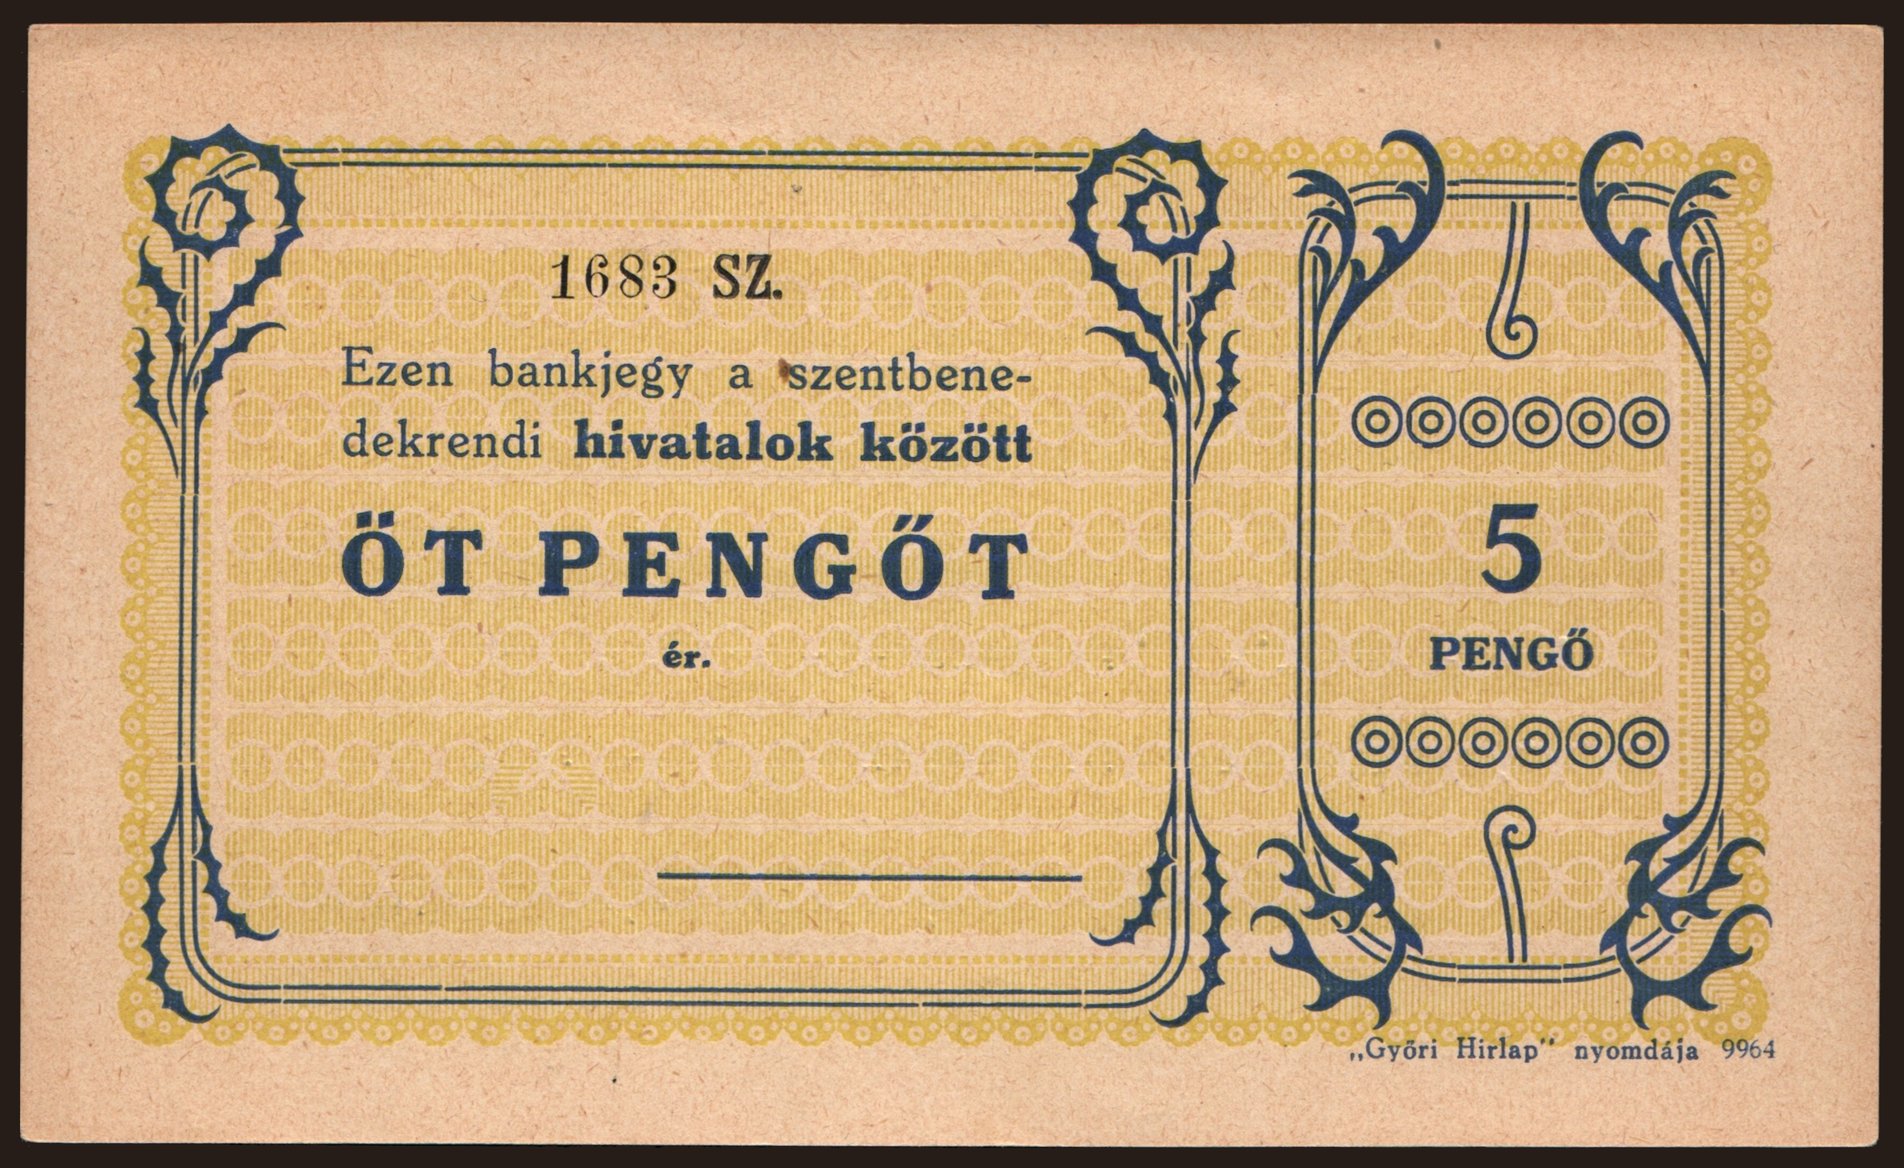 1683 SZ.
Ezen bankjegy a szentbene-
dekrendi hivatalok között
ÖT PENGŐT
ér.
5
PENGŐ
„Győri Hirlap” nyomdája 9964